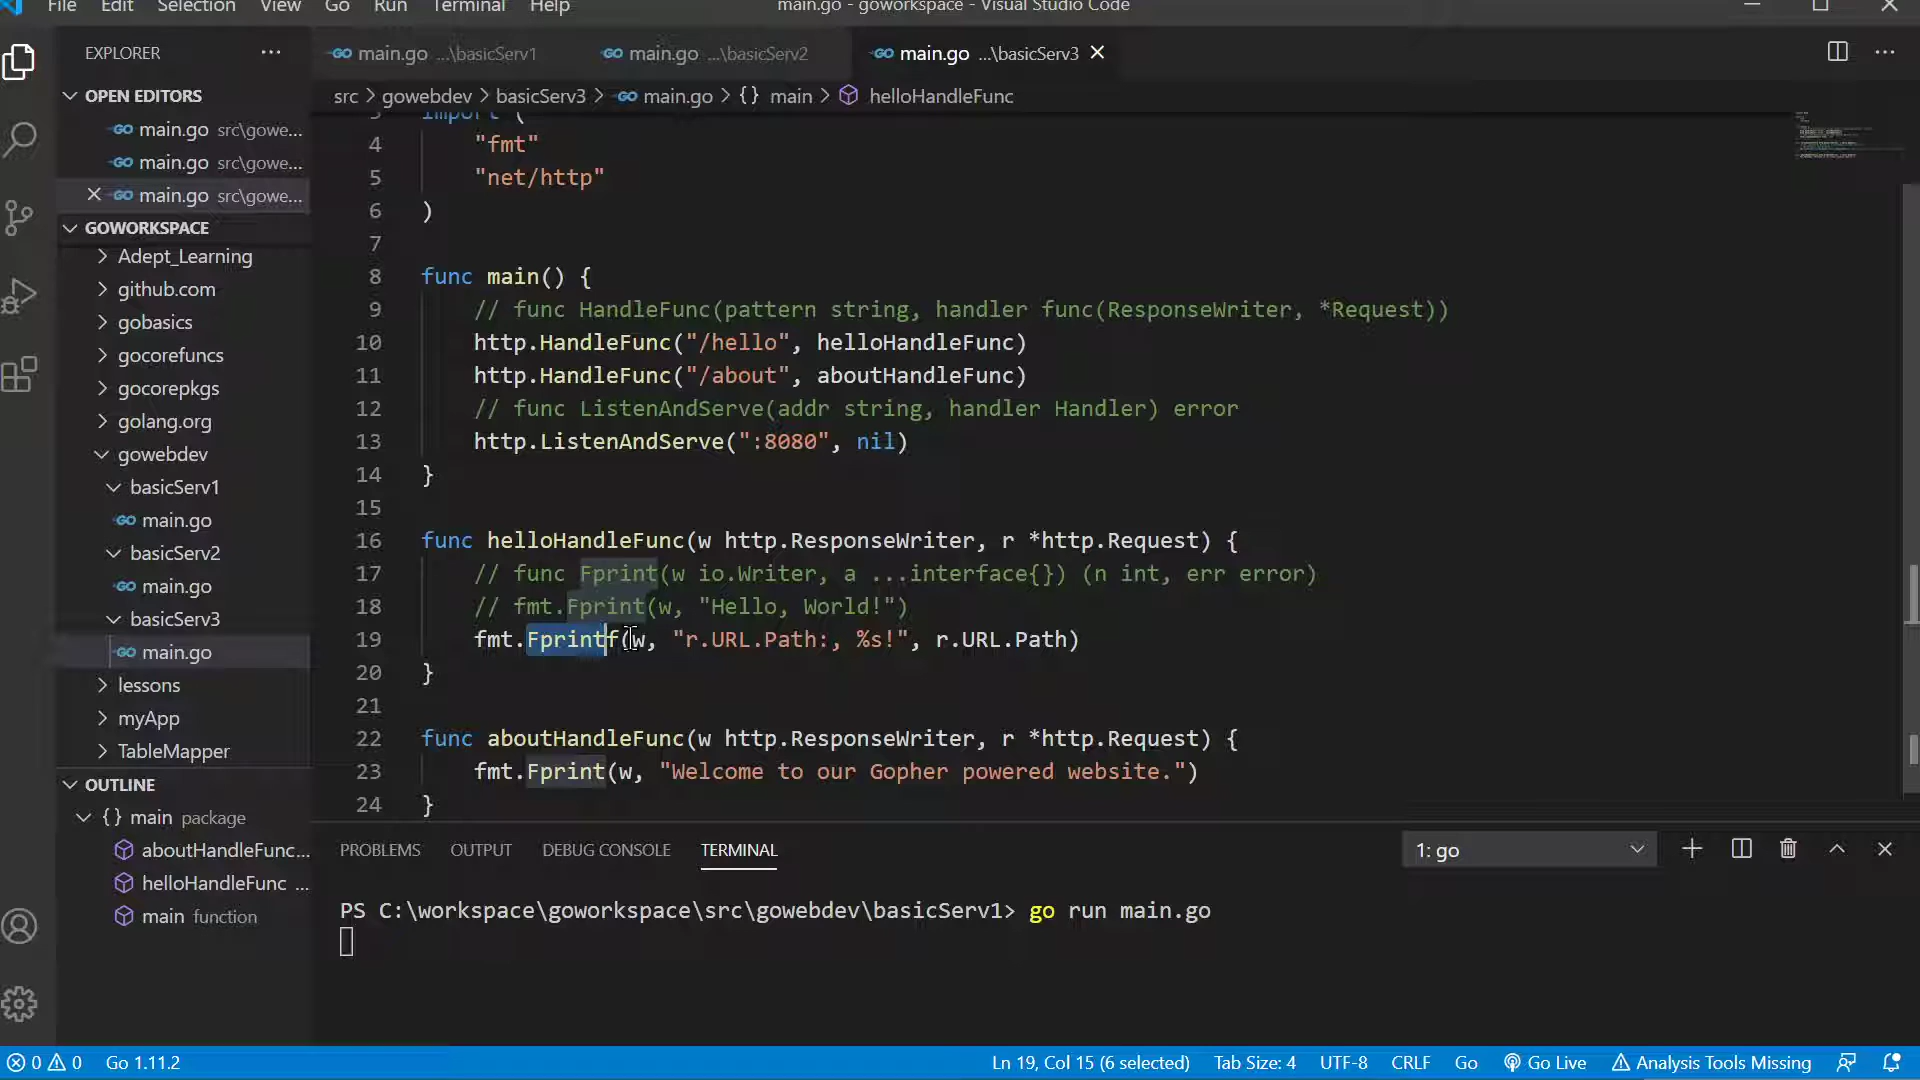 File Edit Selection View Go Run Terminal Help main.go - goworkspace - Visual Studio Code
EXPLORER
OPEN EDITORS
main.go src\gowe...
main.go src\gowe...
main.go src\gowe...
GOWORKSPACE
Adept_Learning
github.com
gobasics
gocorefuncs
gocorepkgs
golang.org
gowebdev
basicServ1
main.go
basicServ2
main.go
basicServ3
main.go
lessons
myApp
TableMapper
OUTLINE
{} main package
aboutHandleFunc...
helloHandleFunc ...
main function
main.go ...\basicServ1 main.go ...\basicServ2 main.go ...\basicServ3
src > gowebdev > basicServ3 > main.go > {} main > helloHandleFunc
3 import (
4 "fmt"
5 "net/http"
6 )
7
8 func main() {
9 // func HandleFunc(pattern string, handler func(ResponseWriter, *Request))
10 http.HandleFunc("/hello", helloHandleFunc)
11 http.HandleFunc("/about", aboutHandleFunc)
12 // func ListenAndServe(addr string, handler Handler) error
13 http.ListenAndServe(":8080", nil)
14 }
15
16 func helloHandleFunc(w http.ResponseWriter, r *http.Request) {
17 // func Fprint(w io.Writer, a ...interface{}) (n int, err error)
18 // fmt.Fprint(w, "Hello, World!")
19 fmt.Fprintf(w, "r.URL.Path:, %s!", r.URL.Path)
20 }
21
22 func aboutHandleFunc(w http.ResponseWriter, r *http.Request) {
23 fmt.Fprint(w, "Welcome to our Gopher powered website.")
24 }
PROBLEMS OUTPUT DEBUG CONSOLE TERMINAL 1: go
PS C:\workspace\goworkspace\src\gowebdev\basicServ1> go run main.go
0 0 Go 1.11.2 Ln 19, Col 15 (6 selected) Tab Size: 4 UTF-8 CRLF Go Go Live Analysis Tools Missing